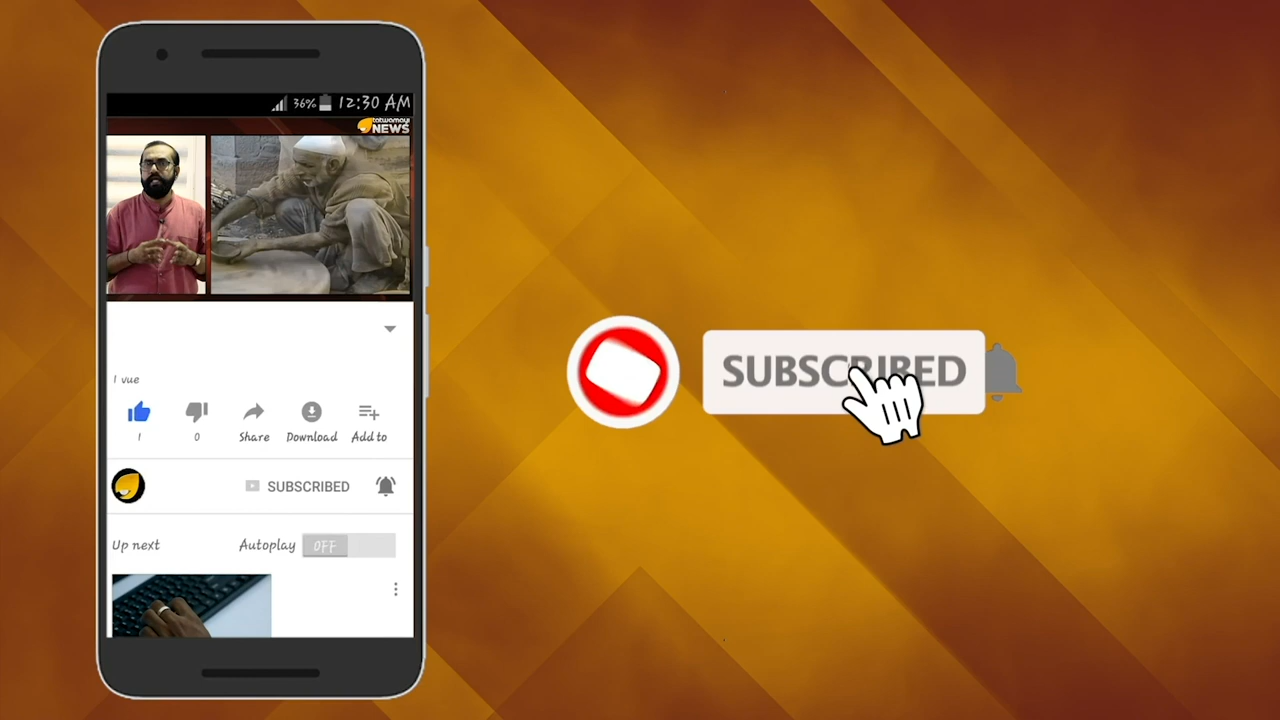 36% 12:30 AM
tatwamayi
NEWS
1 vue
1
0
Share
Download
Add to
SUBSCRIBED
Up next
Autoplay
OFF
SUBSCRIBED